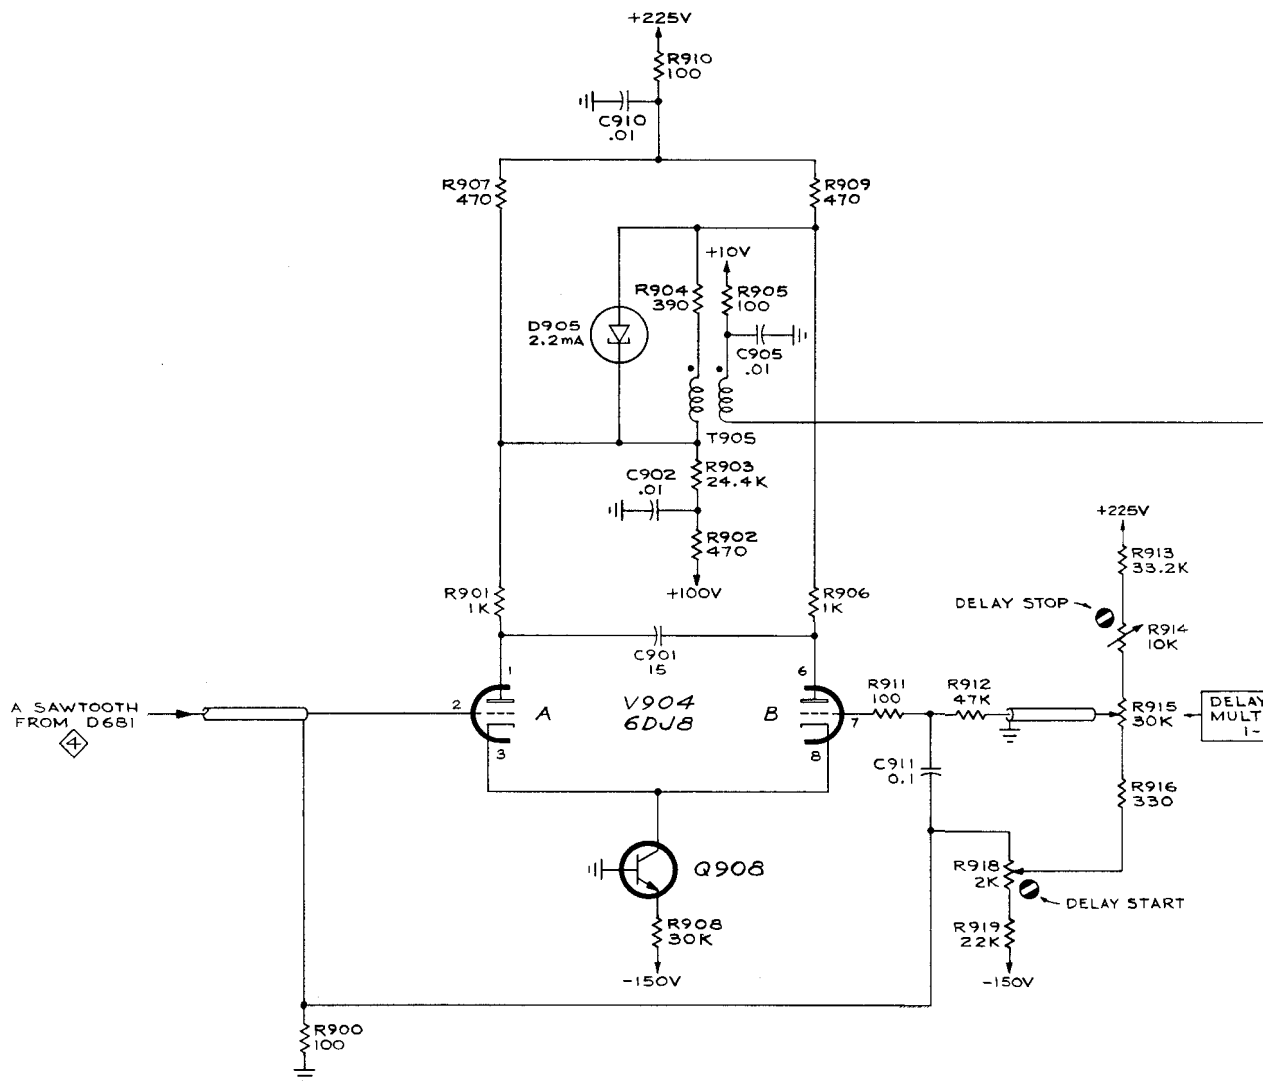 +225V
R910
100
C910
.01
R907
470
R909
470
+10V
R904
390
R905
100
D905
2.2MA
C905
.01
T905
C902
.01
R903
24.4K
R902
470
+100V
+225V
R913
33.2K
R901
1K
R906
1K
DELAY STOP
R914
10K
C901
15
1
6
A SAWTOOTH
FROM D681
4
2
A
V904
6DJ8
B
7
R911
100
R912
47K
R915
30K
DELAY
MULT
1-
3
8
C911
0.1
R916
330
Q908
R918
2K
DELAY START
R908
30K
R919
22K
-150V
-150V
R900
100